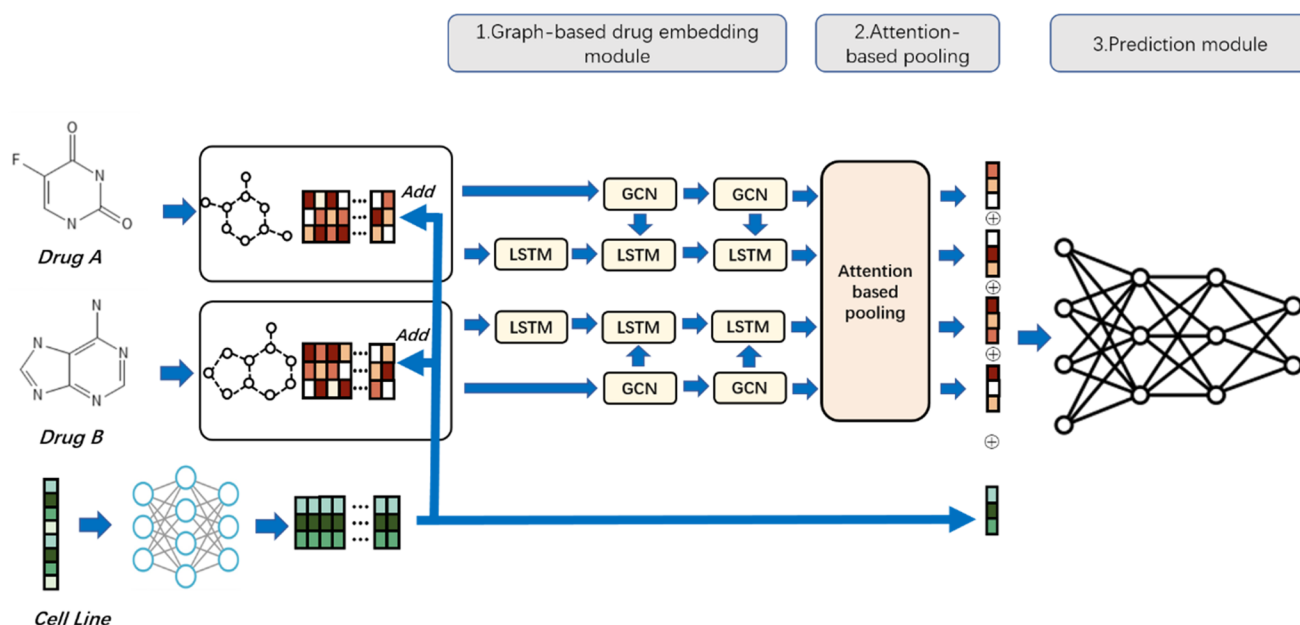 1.Graph-based drug embedding
module
2.Attention-
based pooling
3.Prediction module
O
F
N
N
O
Drug A
Add
GCN
GCN
LSTM
LSTM
LSTM
Attention
based
pooling
N
N
N
N
N
Drug B
Add
LSTM
LSTM
LSTM
GCN
GCN
Cell Line